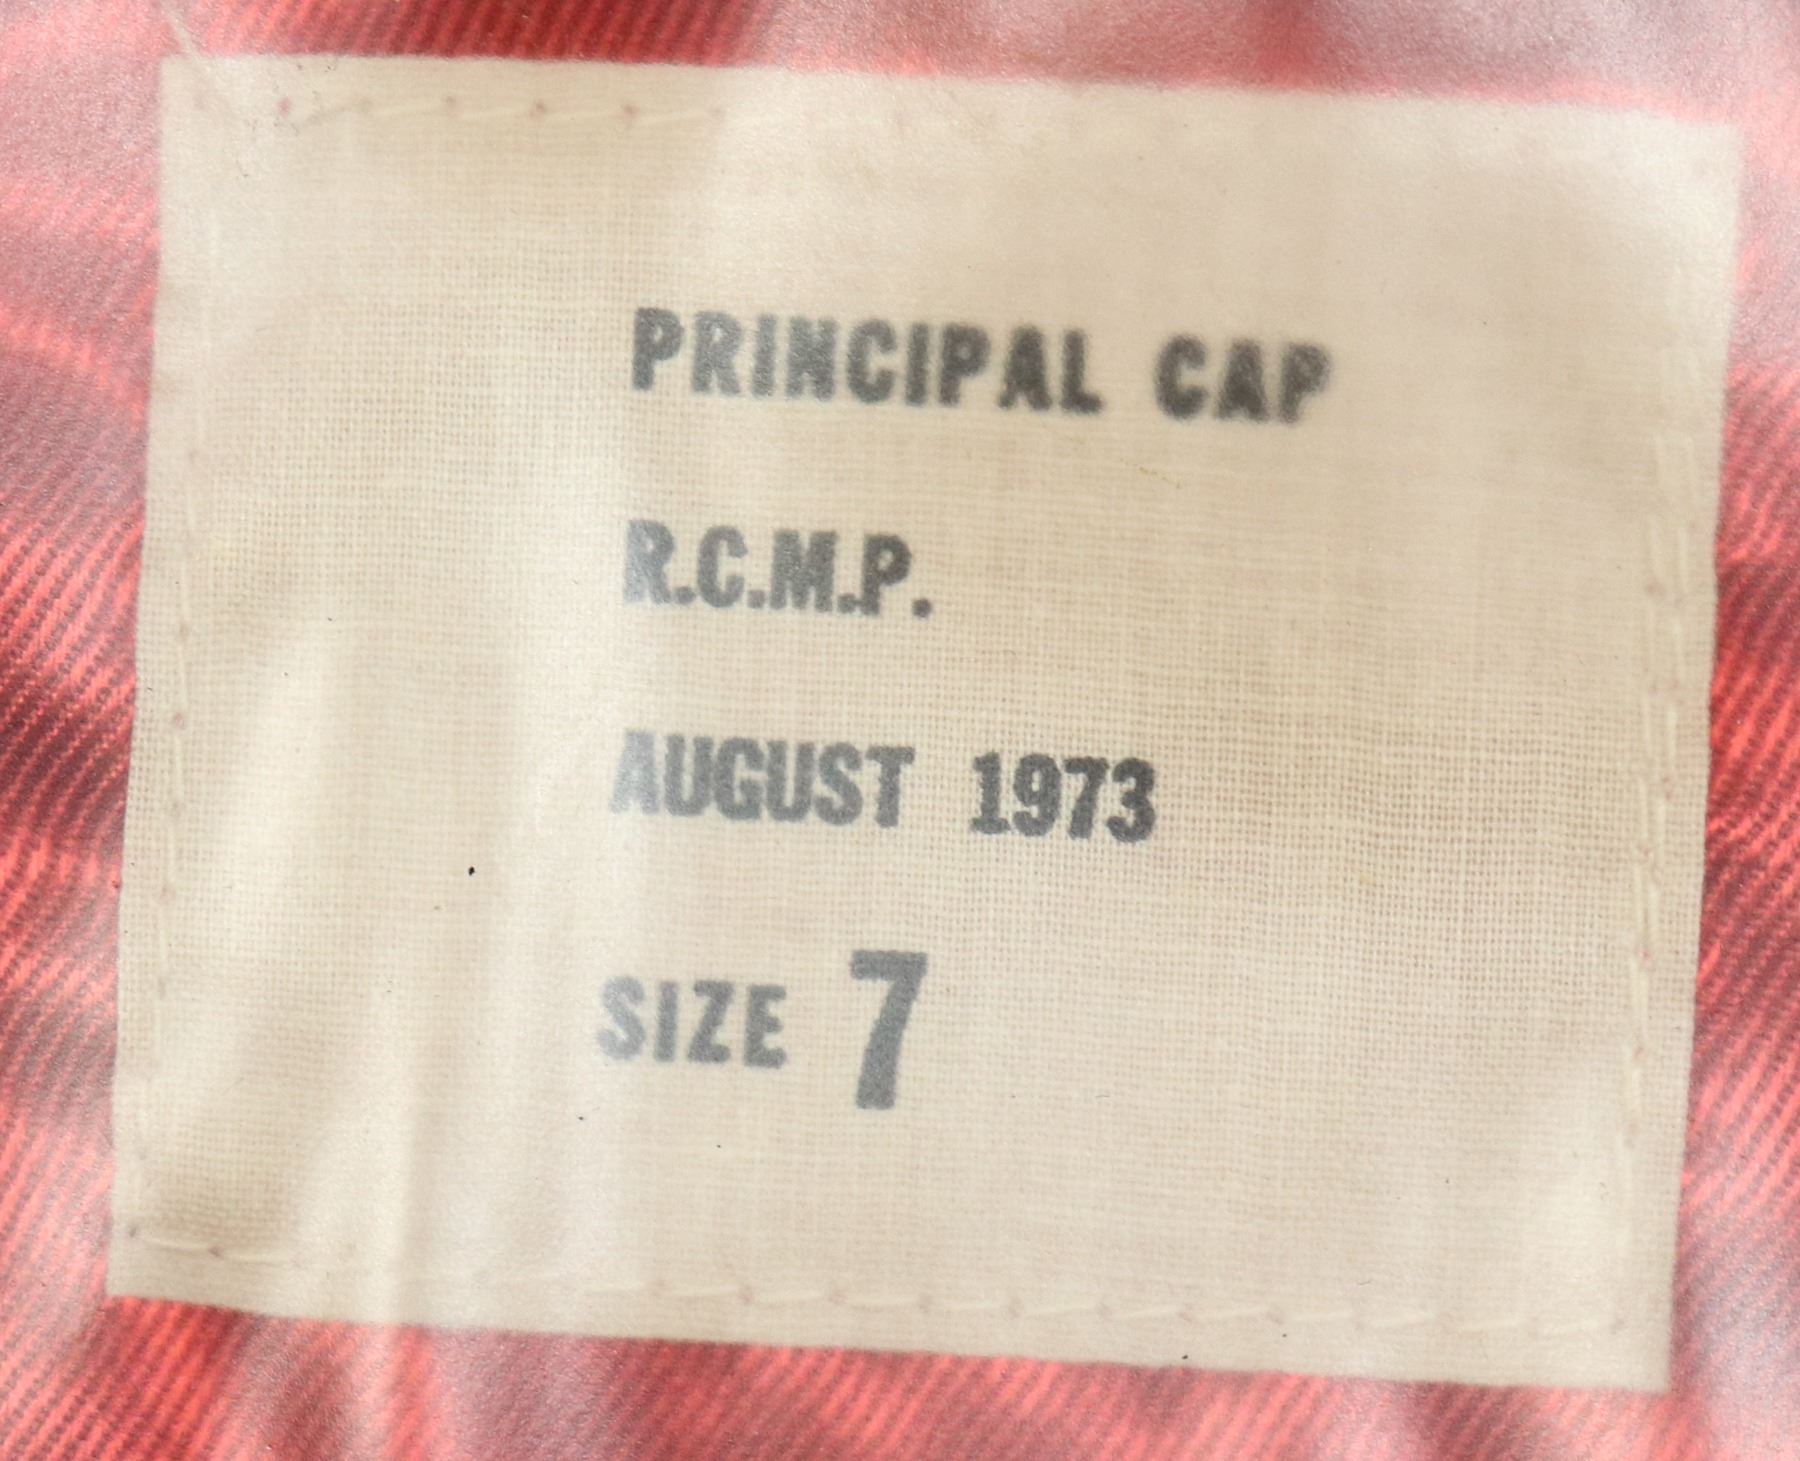 PRINCIPAL CAP
R.C.M.P.
AUGUST 1973
SIZE 7